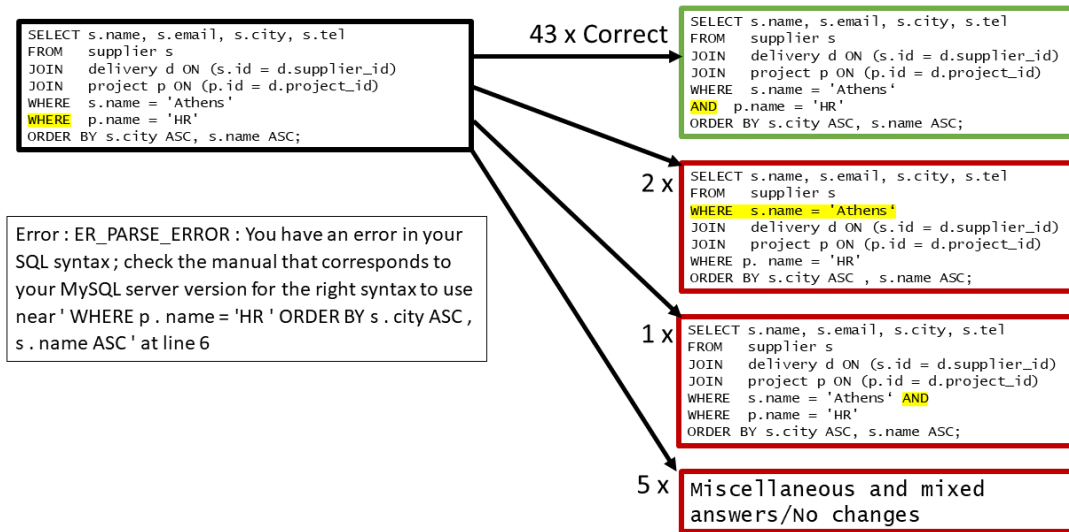 SELECT s.name, s.email, s.city, s.tel
FROM supplier s
JOIN delivery d ON (s.id = d.supplier_id)
JOIN project p ON (p.id = d.project_id)
WHERE s.name = 'Athens'
WHERE p.name = 'HR'
ORDER BY s.city ASC, s.name ASC;
Error : ER_PARSE_ERROR : You have an error in your
SQL syntax ; check the manual that corresponds to
your MySQL server version for the right syntax to use
near ' WHERE p . name = 'HR ' ORDER BY s . city ASC ,
s . name ASC ' at line 6
43 x Correct
SELECT s.name, s.email, s.city, s.tel
FROM supplier s
JOIN delivery d ON (s.id = d.supplier_id)
JOIN project p ON (p.id = d.project_id)
WHERE s.name = 'Athens‘
AND p.name = 'HR'
ORDER BY s.city ASC, s.name ASC;
2 x
SELECT s.name, s.email, s.city, s.tel
FROM supplier s
WHERE s.name = 'Athens‘
JOIN delivery d ON (s.id = d.supplier_id)
JOIN project p ON (p.id = d.project_id)
WHERE p. name = 'HR'
ORDER BY s.city ASC , s.name ASC;
1 x
SELECT s.name, s.email, s.city, s.tel
FROM supplier s
JOIN delivery d ON (s.id = d.supplier_id)
JOIN project p ON (p.id = d.project_id)
WHERE s.name = 'Athens‘ AND
WHERE p.name = 'HR'
ORDER BY s.city ASC, s.name ASC;
5 x
Miscellaneous and mixed
answers/No changes